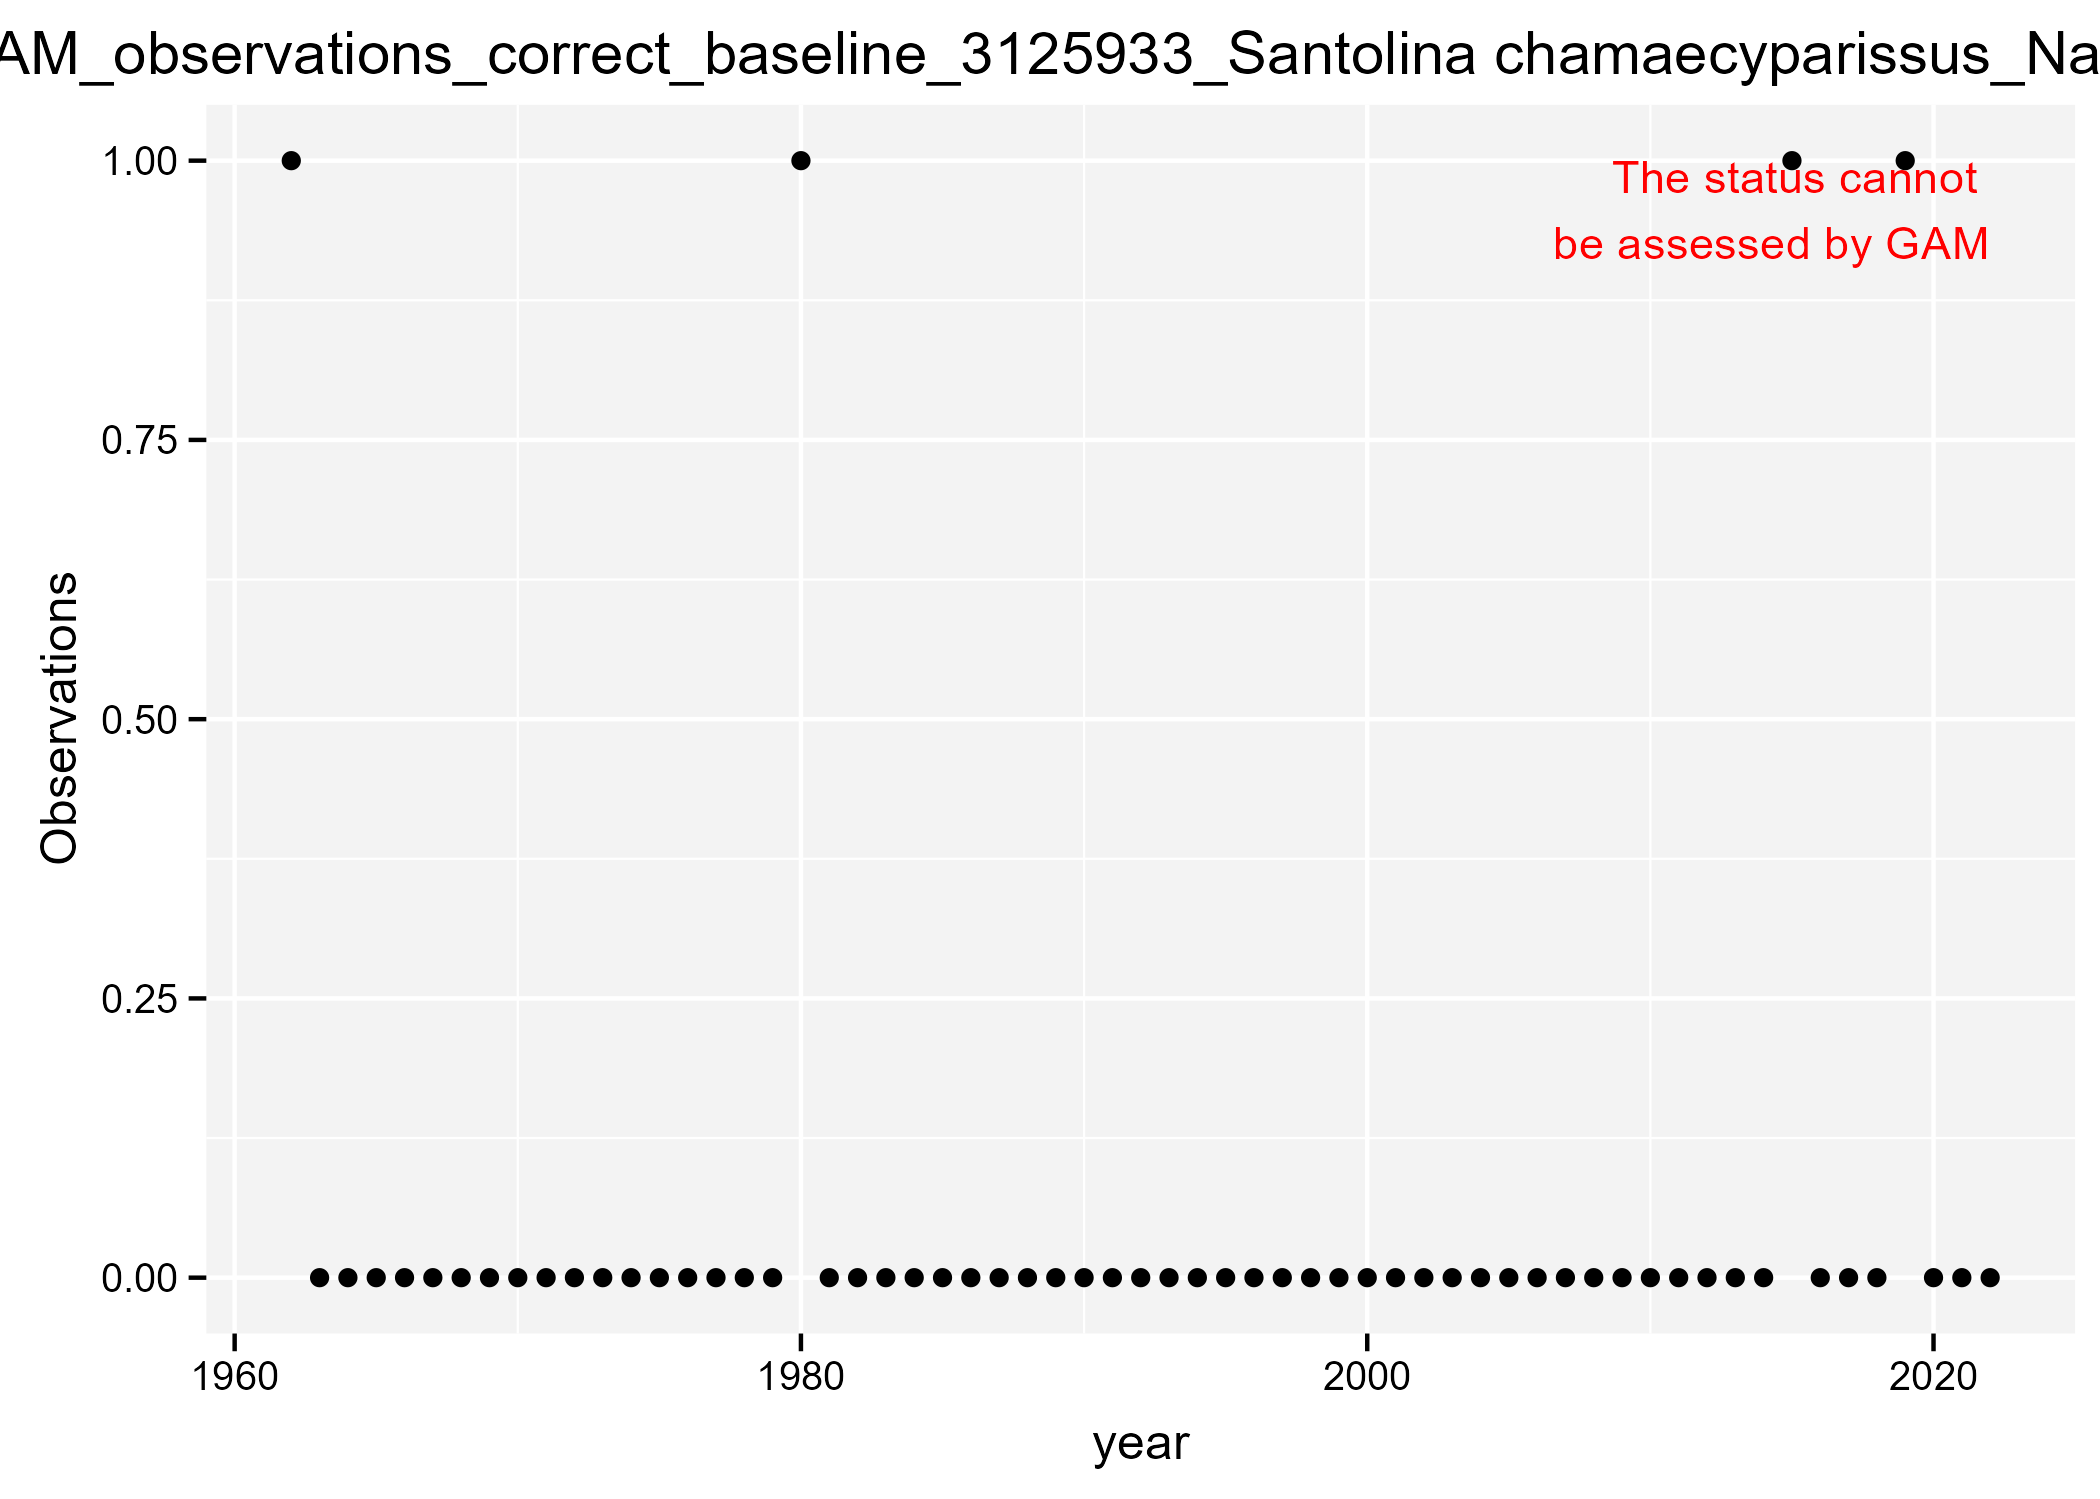 AM_observations_correct_baseline_3125933_Santolina chamaecyparissus_Na
1.00
The status cannot
be assessed by GAM
0.75
0.50
0.25
0.00
Observations
1960 1980 2000 2020
year